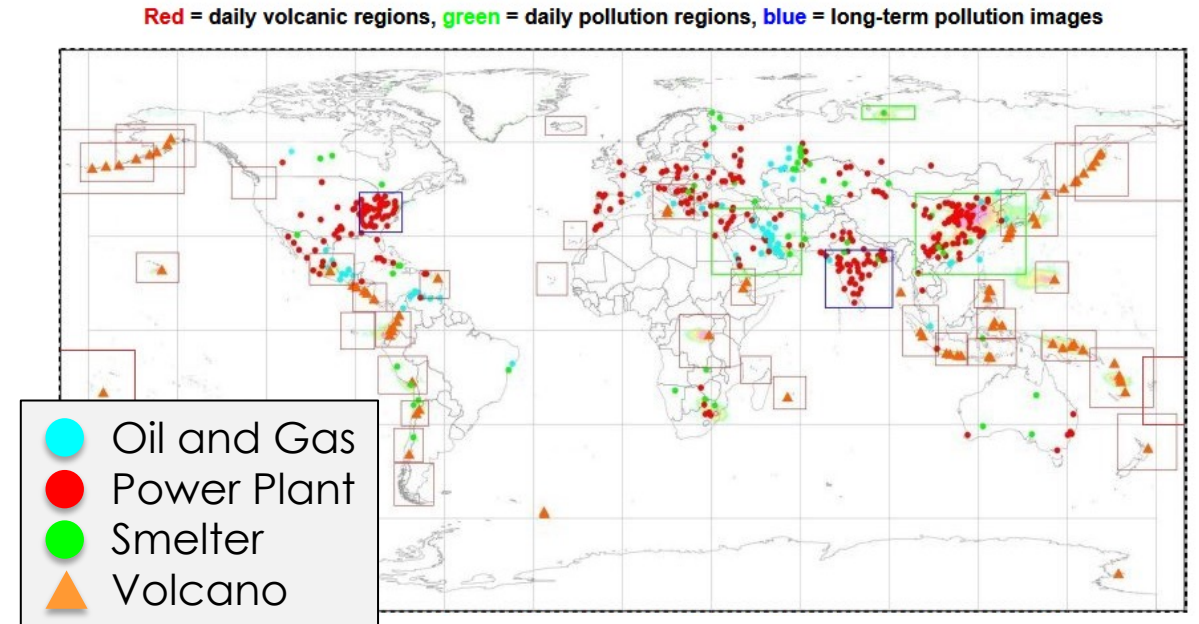 Red = daily volcanic regions, green = daily pollution regions, blue = long-term pollution images
Oil and Gas
Power Plant
Smelter
Volcano